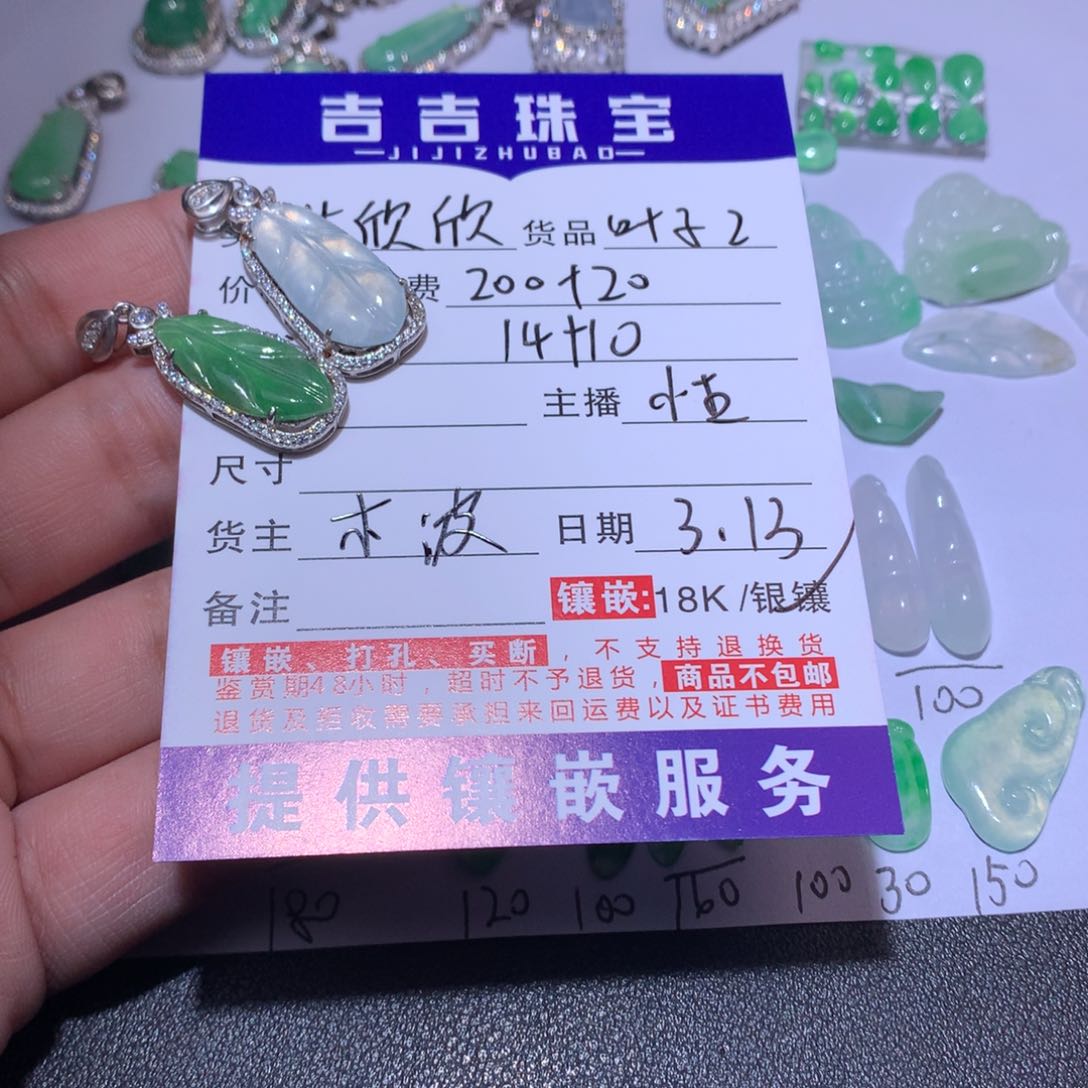 吉吉珠宝
JIJIZHUBAO
欣欣 货品 叶子2
价 费 200+20
14+10
主播 恒
尺寸
货主 木波 日期 3.13
备注 镶嵌:18K/银镶
镶嵌、打孔、买断，不支持退换货
鉴赏期48小时，超时不予退货，商品不包邮
退货及拒收需要承担来回运费以及证书费用
提供镶嵌服务
100
180 120 100 160 100 30 150